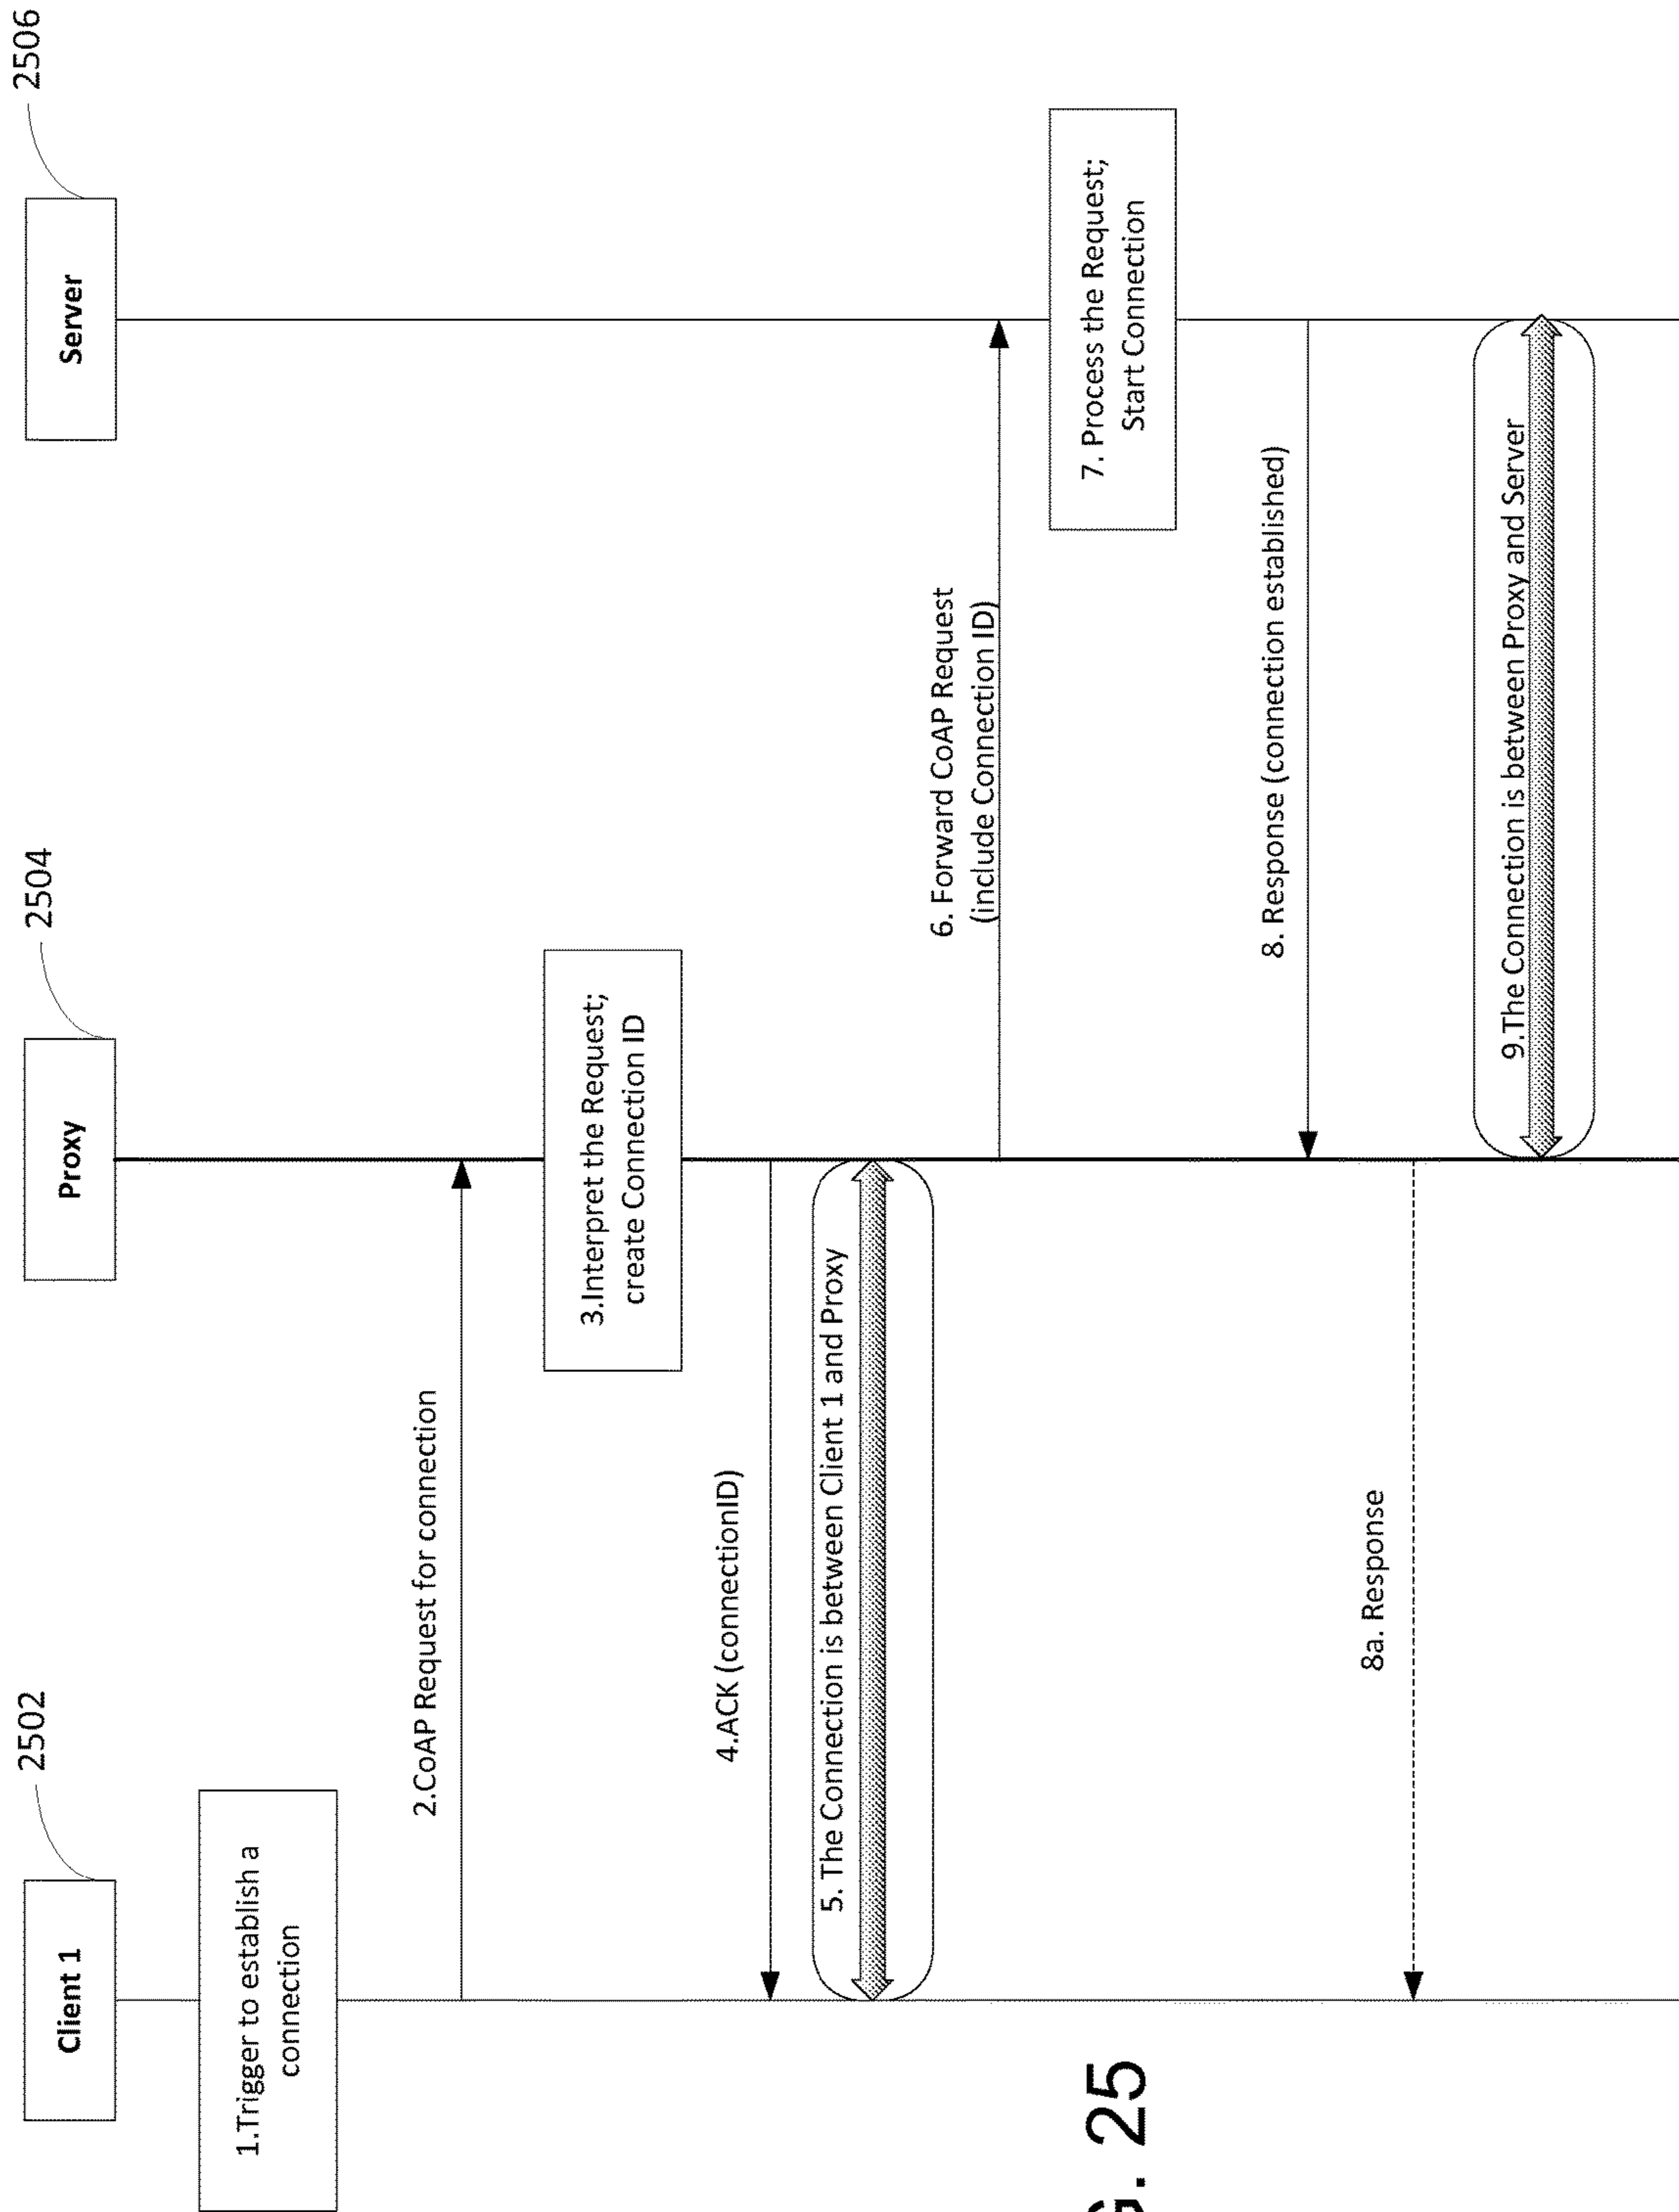 2502
2504
2506
Client 1
Proxy
Server
1.Trigger to establish a
connection
2.CoAP Request for connection
3.Interpret the Request;
create Connection ID
4.ACK (connectionID)
5. The Connection is between Client 1 and Proxy
6. Forward CoAP Request
(include Connection ID)
7. Process the Request;
Start Connection
8. Response (connection established)
8a. Response
9.The Connection is between Proxy and Server
G. 25